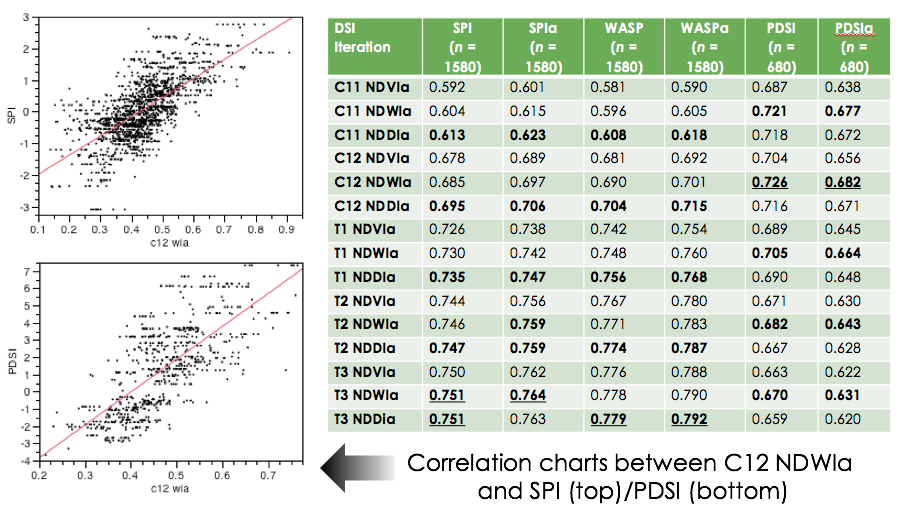 3
2
1
0
-1
-2
-3
SPI
0.1 0.2 0.3 0.4 0.5 0.6 0.7 0.8 0.9
c12 wia
7
6
5
4
3
2
1
0
-1
-2
-3
-4
PDSI
0.2 0.3 0.4 0.5 0.6 0.7
c12 wia
DSI Iteration SPI (n = 1580) SPIa (n = 1580) WASP (n = 1580) WASPa (n = 1580) PDSI (n = 680) PDSIa (n = 680)
C11 NDVIa 0.592 0.601 0.581 0.590 0.687 0.638
C11 NDWIa 0.604 0.615 0.596 0.605 0.721 0.677
C11 NDDIa 0.613 0.623 0.608 0.618 0.718 0.672
C12 NDVIa 0.678 0.689 0.681 0.692 0.704 0.656
C12 NDWIa 0.685 0.697 0.690 0.701 0.726 0.682
C12 NDDIa 0.695 0.706 0.704 0.715 0.716 0.671
T1 NDVIa 0.726 0.738 0.742 0.754 0.689 0.645
T1 NDWIa 0.730 0.742 0.748 0.760 0.705 0.664
T1 NDDIa 0.735 0.747 0.756 0.768 0.690 0.648
T2 NDVIa 0.744 0.756 0.767 0.780 0.671 0.630
T2 NDWIa 0.746 0.759 0.771 0.783 0.682 0.643
T2 NDDIa 0.747 0.759 0.774 0.787 0.667 0.628
T3 NDVIa 0.750 0.762 0.776 0.788 0.663 0.622
T3 NDWIa 0.751 0.764 0.778 0.790 0.670 0.631
T3 NDDia 0.751 0.763 0.779 0.792 0.659 0.620
Correlation charts between C12 NDWIa
and SPI (top)/PDSI (bottom)